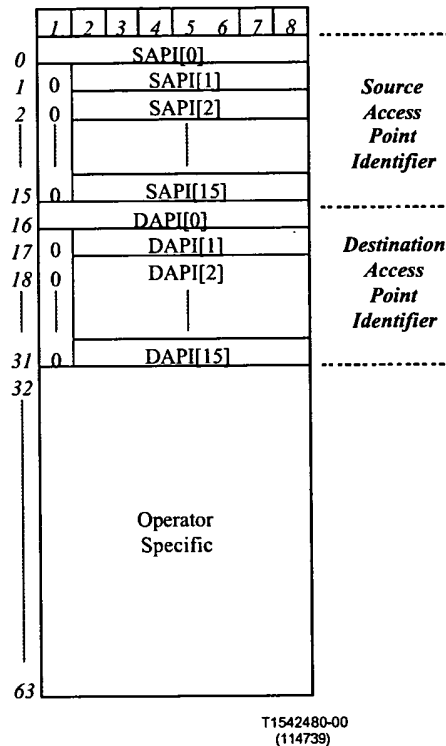 1 2 3 4 5 6 7 8
0 SAPI[0]
1 0 SAPI[1]
2 0 SAPI[2]
15 0 SAPI[15]
Source
Access
Point
Identifier
16 DAPI[0]
17 0 DAPI[1]
18 0 DAPI[2]
31 0 DAPI[15]
Destination
Access
Point
Identifier
32
Operator
Specific
63
T1542480-00
(114739)